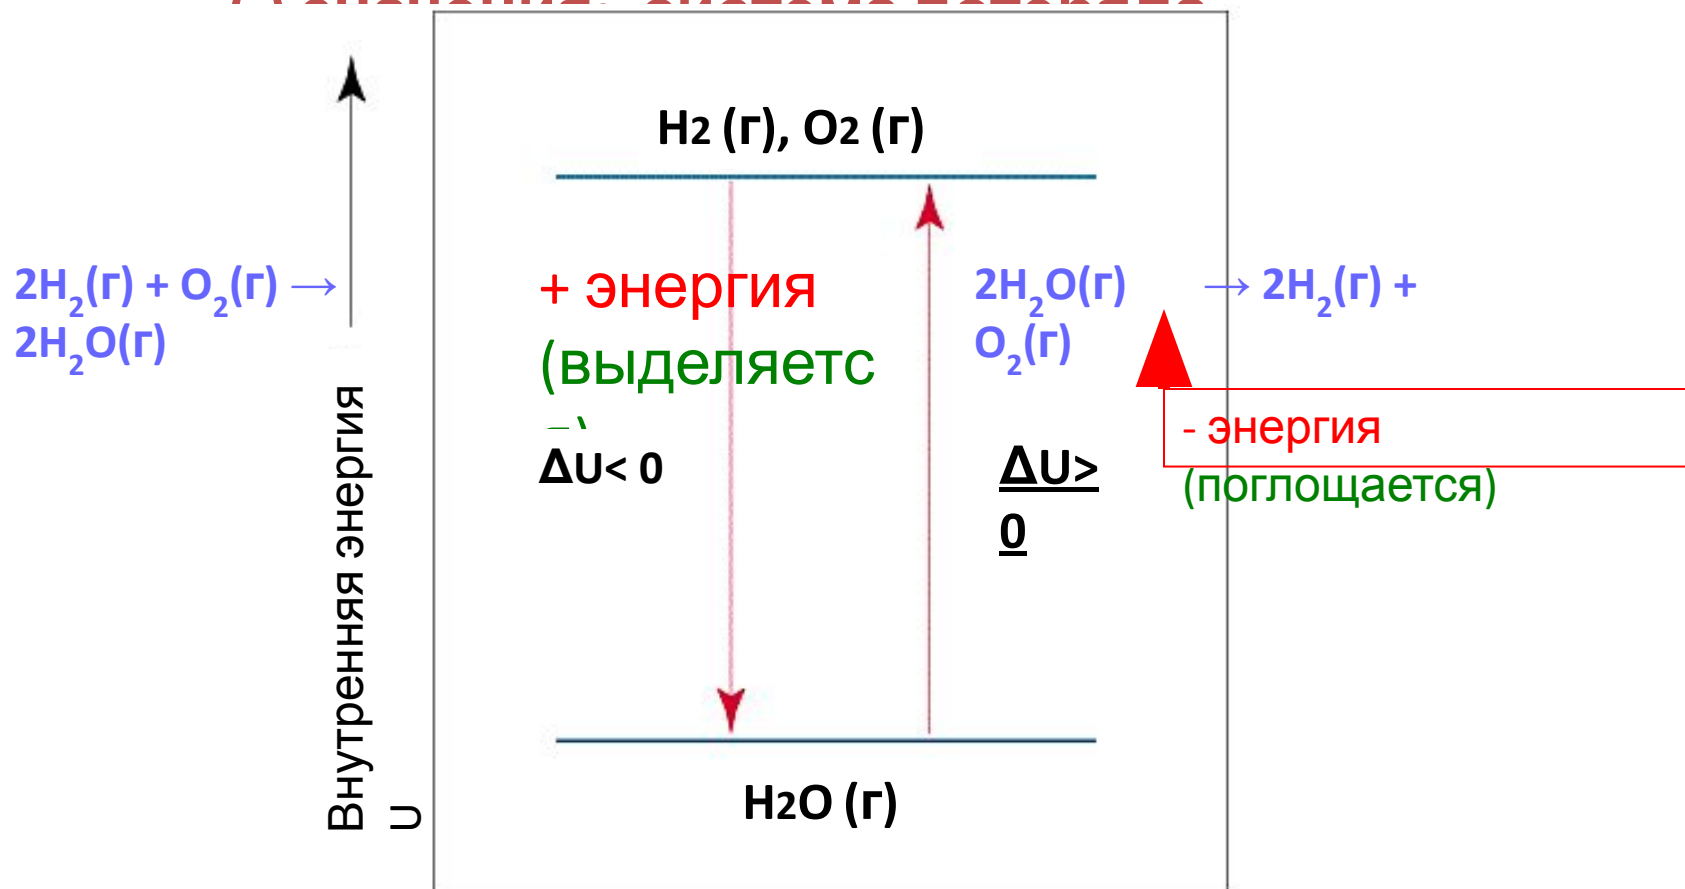 H2 (г), O2 (г)
2H₂(г) + O₂(г) →
2H₂O(г)
+ энергия
(выделяетс
2H₂O(г) → 2H₂(г) +
O₂(г)
- энергия
(поглощается)
ΔU< 0
ΔU>
0
Внутренняя энергия
U
H2O (г)